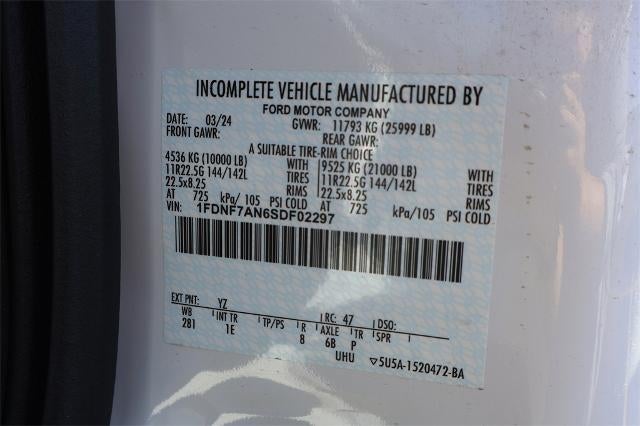 INCOMPLETE VEHICLE MANUFACTURED BY
FORD MOTOR COMPANY
DATE: 03/24 GVWR: 11793 KG (25999 LB)
FRONT GAWR: REAR GAWR:
A SUITABLE TIRE-RIM CHOICE
4536 KG (10000 LB) WITH 9525 KG (21000 LB) WITH
11R22.5G 144/142L TIRES 11R22.5G 144/142L TIRES
22.5x8.25 RIMS 22.5x8.25 RIMS
AT 725 kPa/ 105 PSI COLD AT 725 kPa/105 PSI COLD
VIN: 1FDNF7AN6SDF02297
EXT PNT: YZ RC: 47 DSO:
WB INT TR TP/PS R AXLE TR SPR
281 1E 8 6B P
UHU 5U5A-1520472-BA